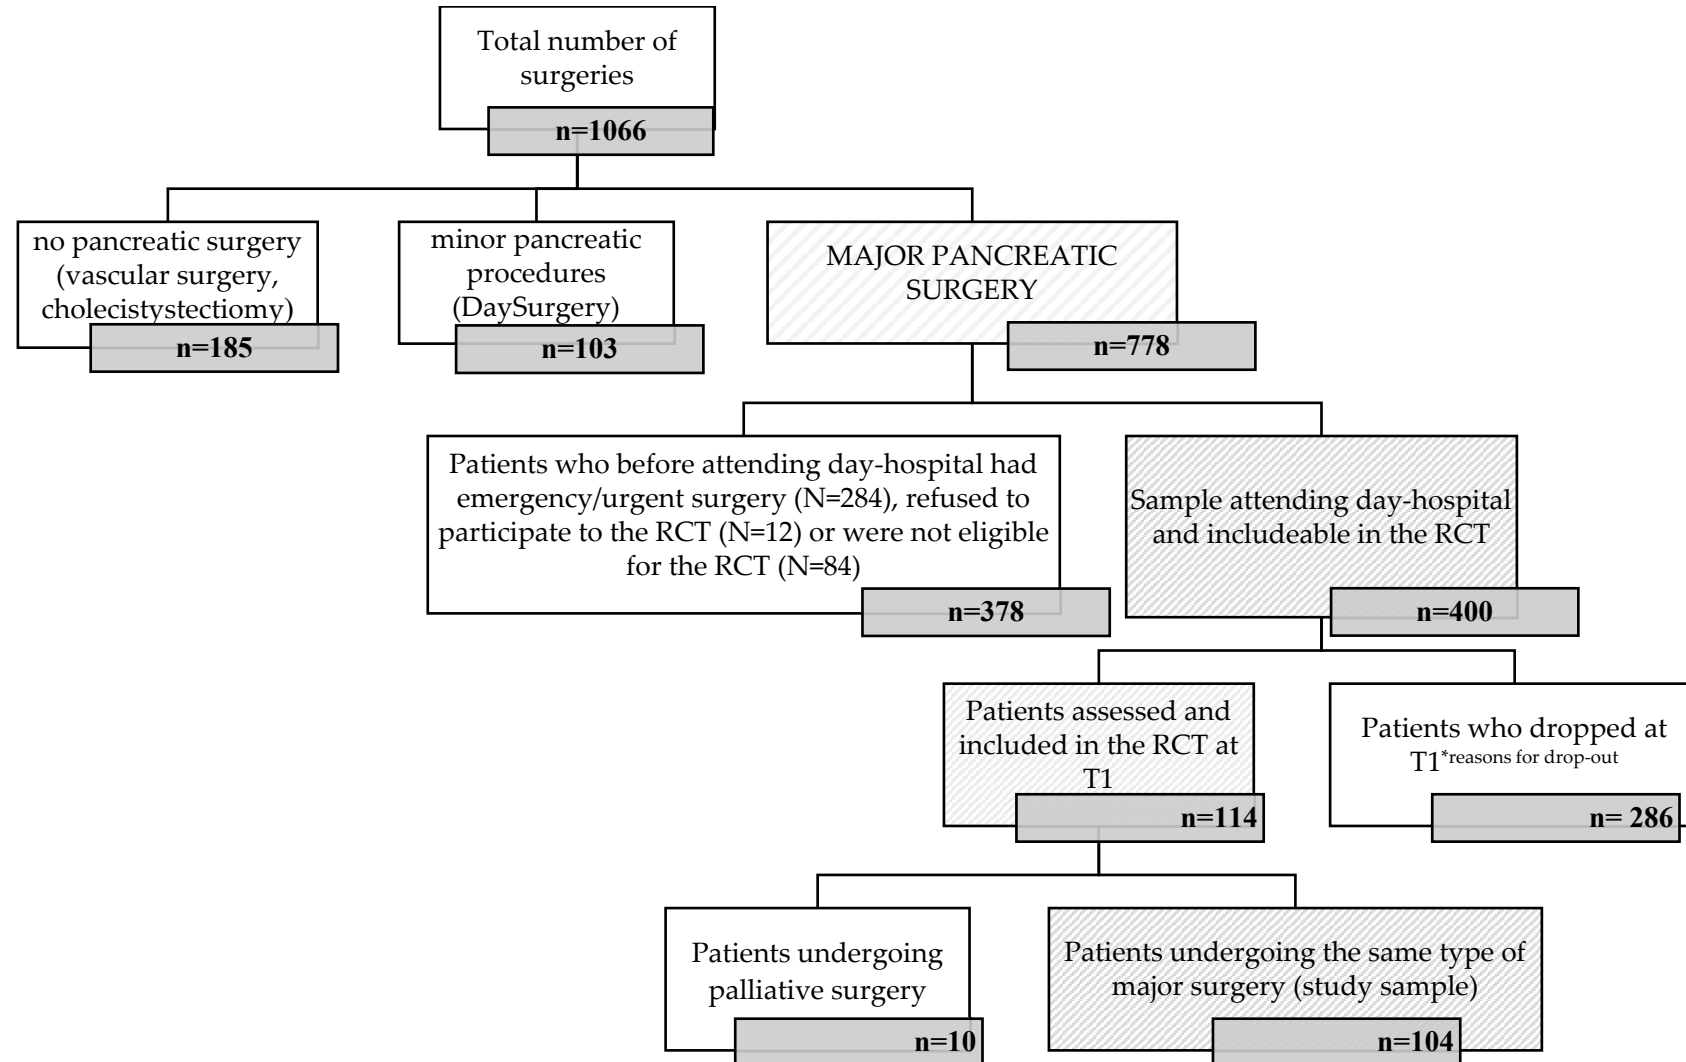 Total number of
surgeries
n=1066
no pancreatic surgery
(vascular surgery,
cholecistystectiomy)
n=185
minor pancreatic
procedures
(DaySurgery)
n=103
MAJOR PANCREATIC
SURGERY
n=778
Patients who before attending day-hospital had
emergency/urgent surgery (N=284), refused to
participate to the RCT (N=12) or were not eligible
for the RCT (N=84)
n=378
Sample attending day-hospital
and includeable in the RCT
n=400
Patients assessed and
included in the RCT at
T1
n=114
Patients who dropped at
T1*reasons for drop-out
n= 286
Patients undergoing
palliative surgery
n=10
Patients undergoing the same type of
major surgery (study sample)
n=104